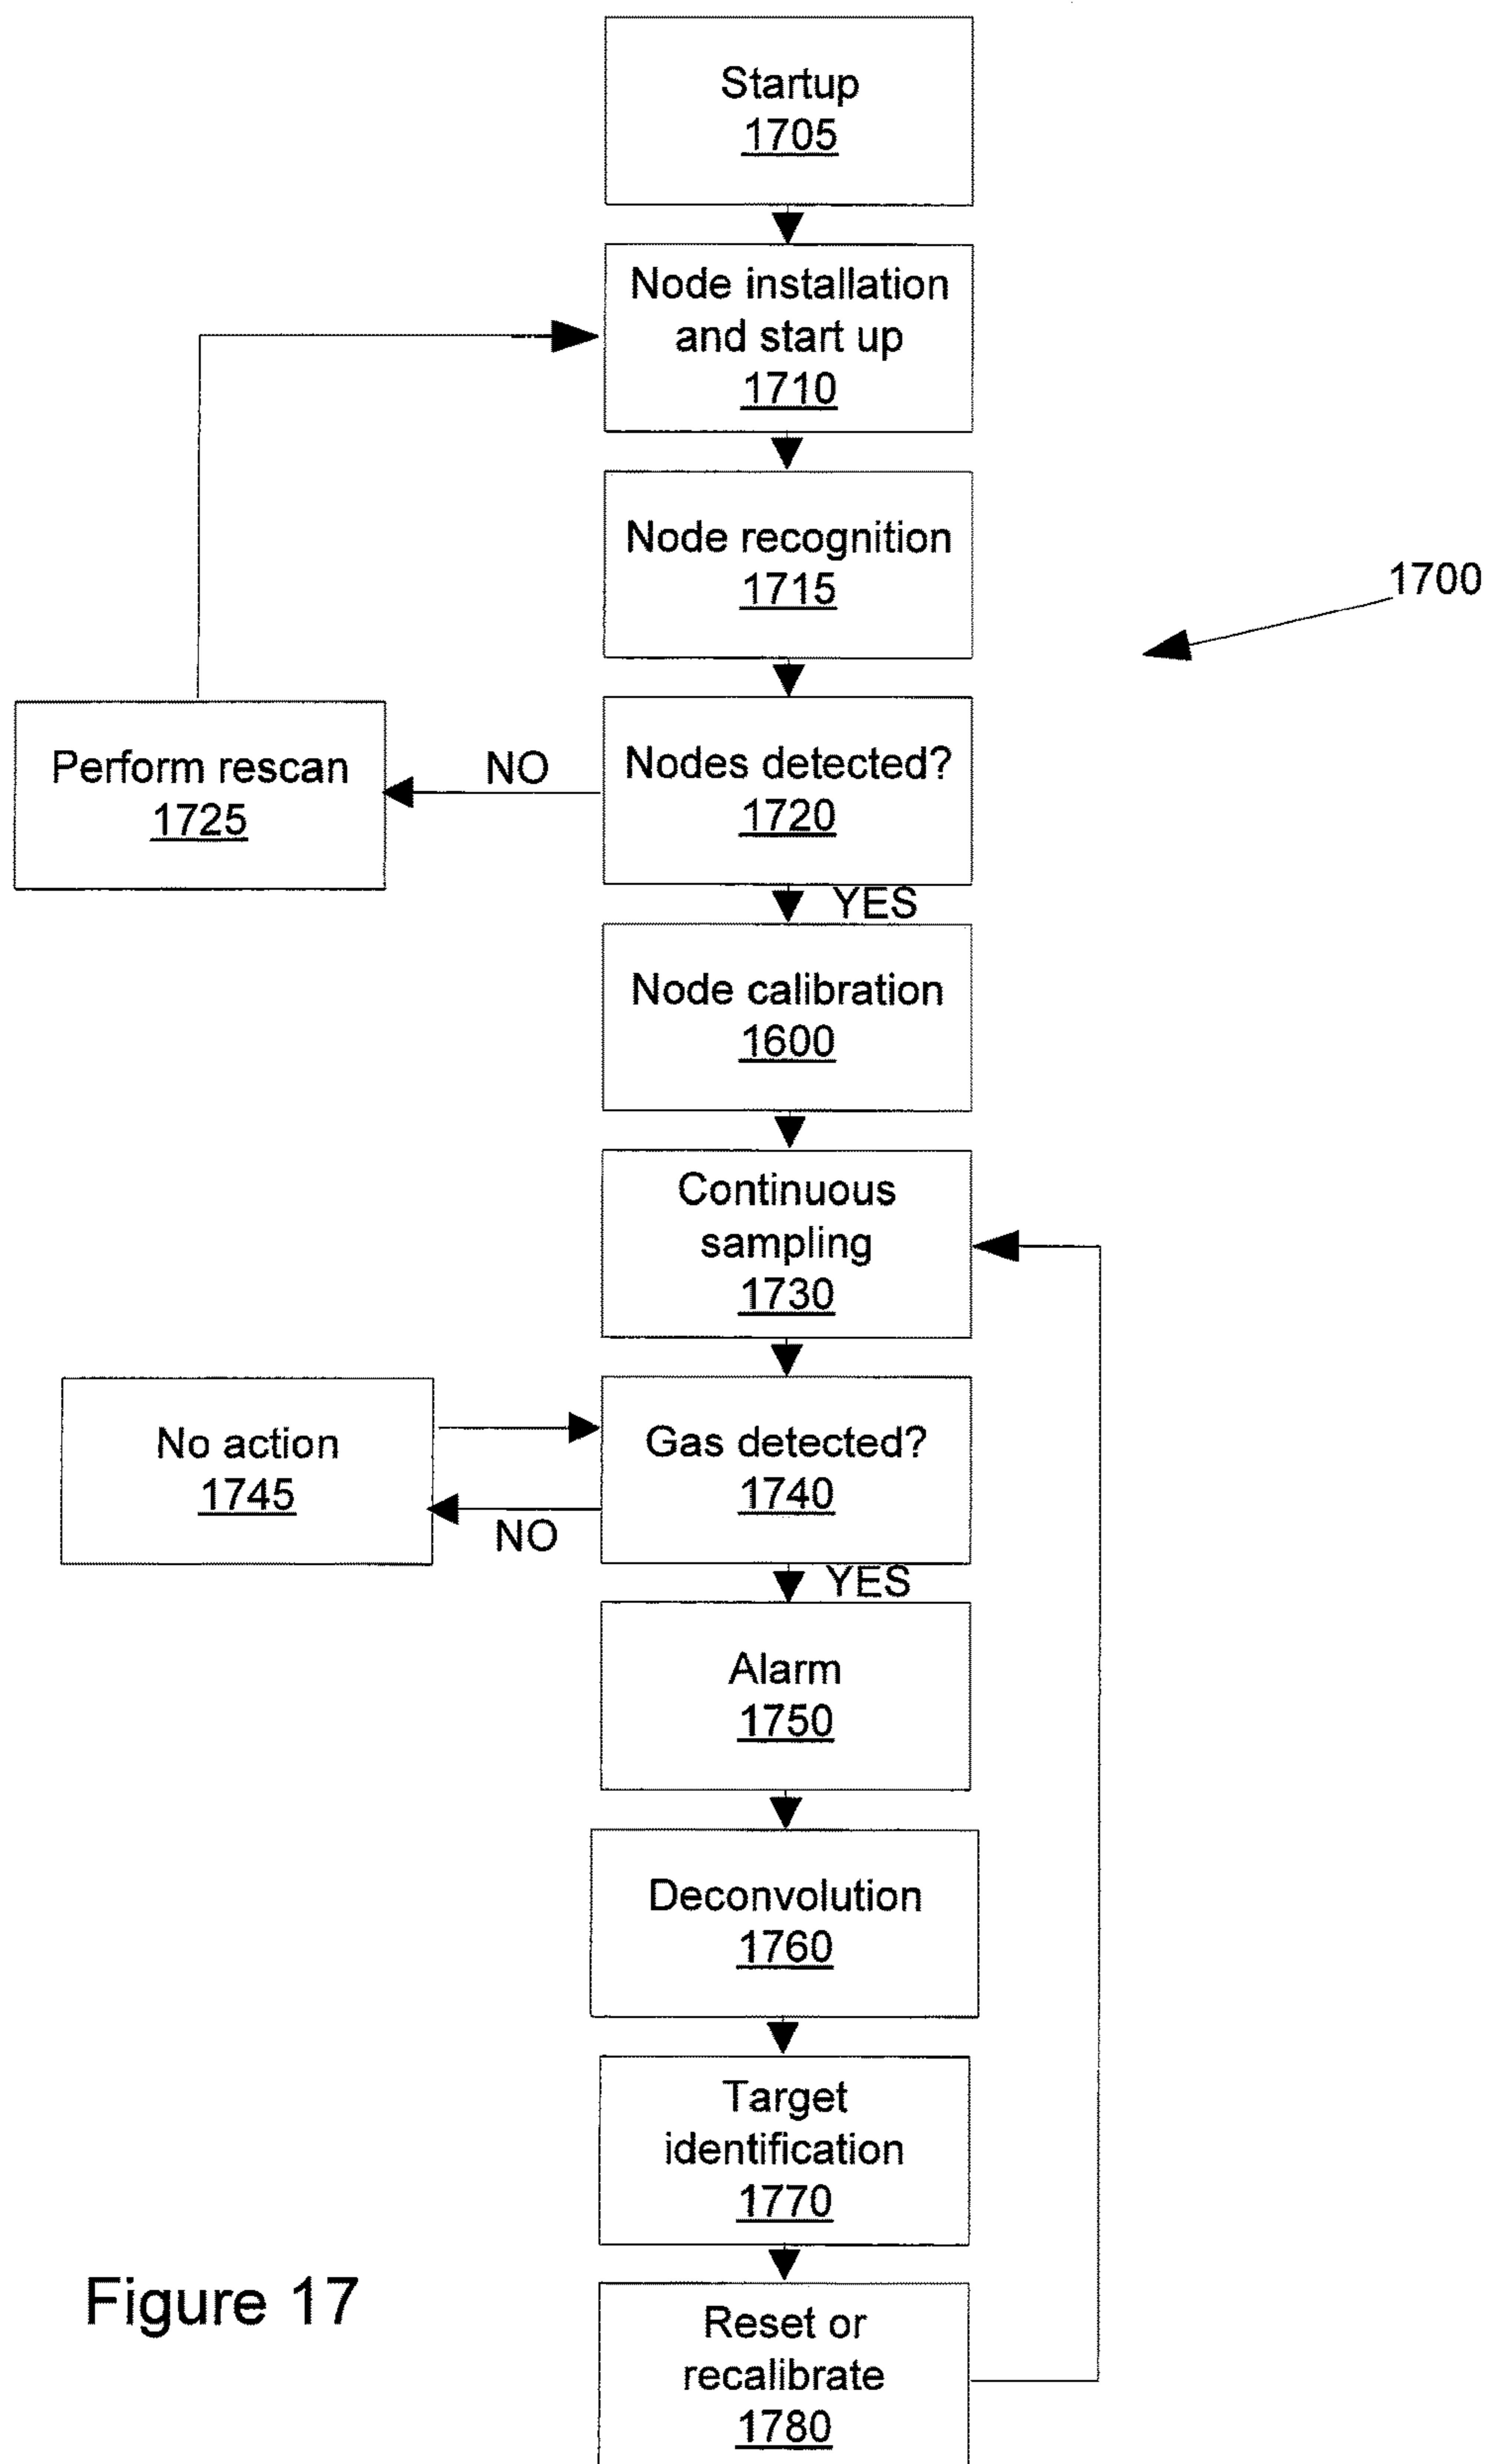 Startup
1705
Node installation
and start up
1710
Node recognition
1715
1700
Perform rescan
1725
NO
Nodes detected?
1720
YES
Node calibration
1600
Continuous
sampling
1730
No action
1745
NO
Gas detected?
1740
YES
Alarm
1750
Deconvolution
1760
Target
identification
1770
Reset or
recalibrate
1780
Figure 17